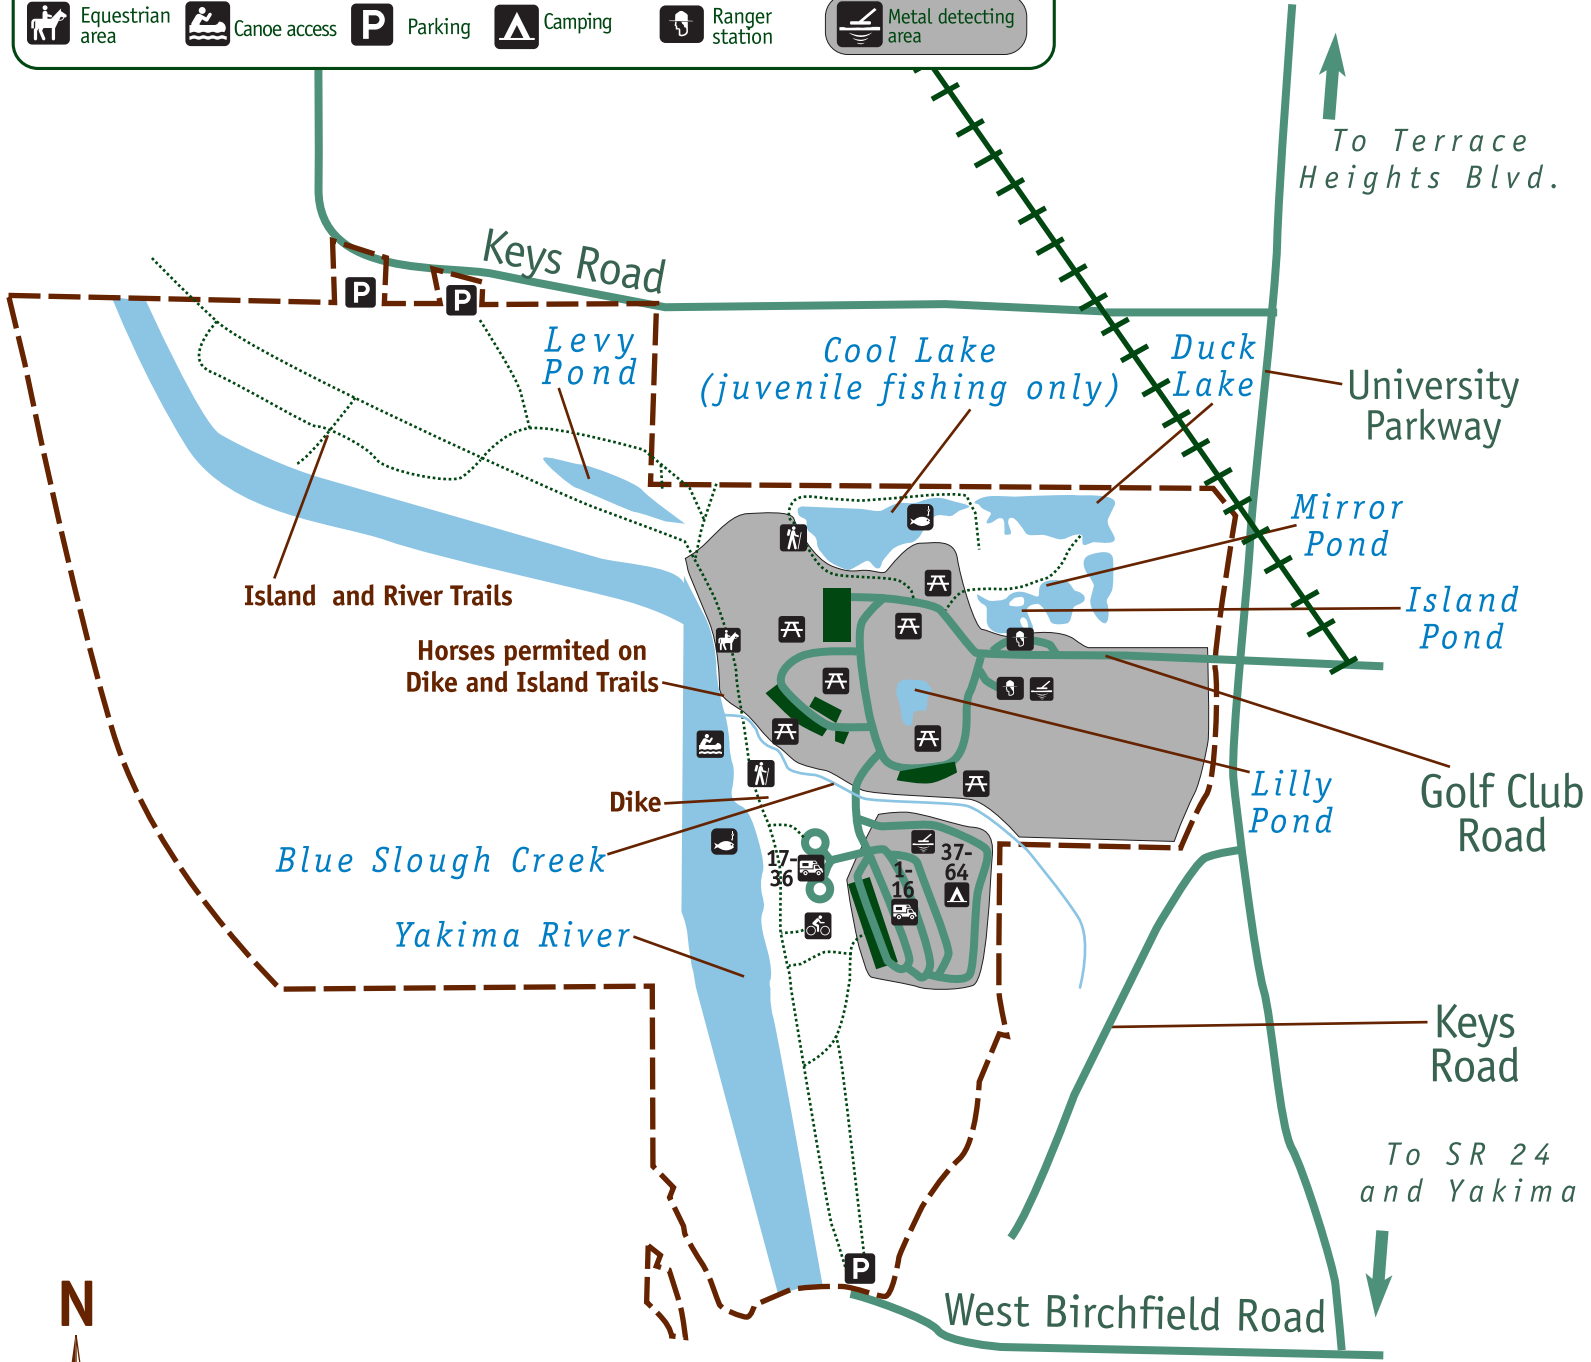 Equestrian
area
Canoe access
P
Parking
Camping
Ranger
station
Metal detecting
area
To Terrace
Heights Blvd.
Keys Road
P
P
Levy
Pond
Cool Lake
(juvenile fishing only)
Duck
Lake
University
Parkway
Mirror
Pond
Island and River Trails
Island
Pond
Horses permited on
Dike and Island Trails
Golf Club
Road
Lilly
Pond
Dike
Blue Slough Creek
17-
36
1-
16
37-
64
Yakima River
Keys
Road
To SR 24
and Yakima
P
West Birchfield Road
N